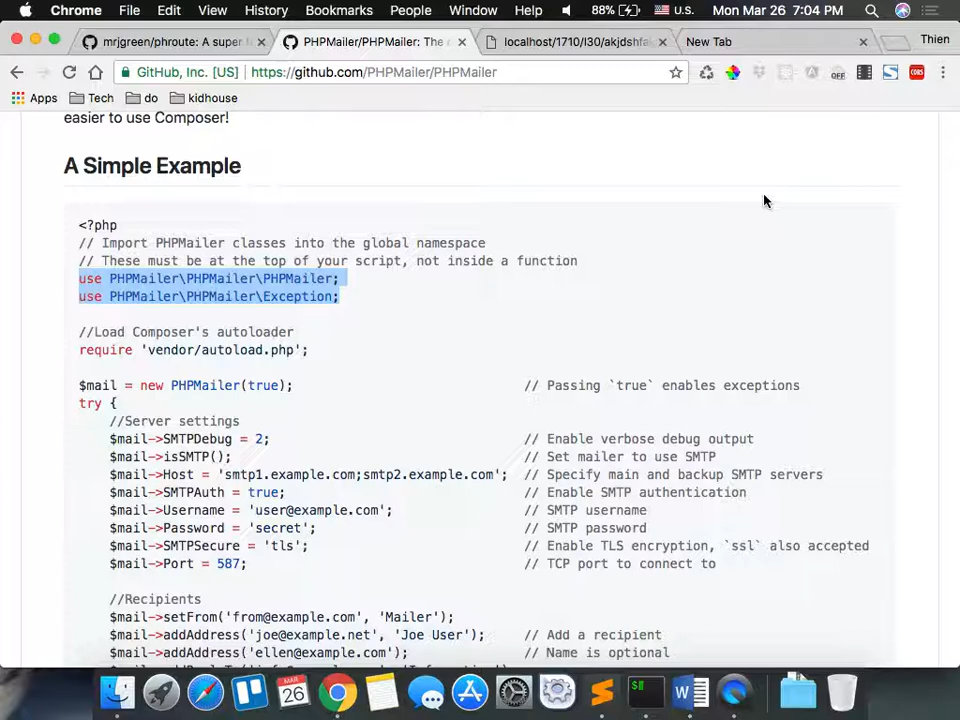 Chrome File Edit View History Bookmarks People Window Help 88% U.S. Mon Mar 26 7:04 PM
mrjgreen/phroute: A super f
PHPMailer/PHPMailer: The c
localhost/1710/l30/akjdshfa
New Tab
Thien
GitHub, Inc. [US] https://github.com/PHPMailer/PHPMailer
OFF
CORS
Apps Tech do kidhouse
easier to use Composer!
A Simple Example
<?php
// Import PHPMailer classes into the global namespace
// These must be at the top of your script, not inside a function
use PHPMailer\PHPMailer\PHPMailer;
use PHPMailer\PHPMailer\Exception;
//Load Composer's autoloader
require 'vendor/autoload.php';
$mail = new PHPMailer(true); // Passing `true` enables exceptions
try {
//Server settings
$mail->SMTPDebug = 2; // Enable verbose debug output
$mail->isSMTP(); // Set mailer to use SMTP
$mail->Host = 'smtp1.example.com;smtp2.example.com'; // Specify main and backup SMTP servers
$mail->SMTPAuth = true; // Enable SMTP authentication
$mail->Username = 'user@example.com'; // SMTP username
$mail->Password = 'secret'; // SMTP password
$mail->SMTPSecure = 'tls'; // Enable TLS encryption, `ssl` also accepted
$mail->Port = 587; // TCP port to connect to
//Recipients
$mail->setFrom('from@example.com', 'Mailer');
$mail->addAddress('joe@example.net', 'Joe User'); // Add a recipient
$mail->addAddress('ellen@example.com'); // Name is optional
MAR
26